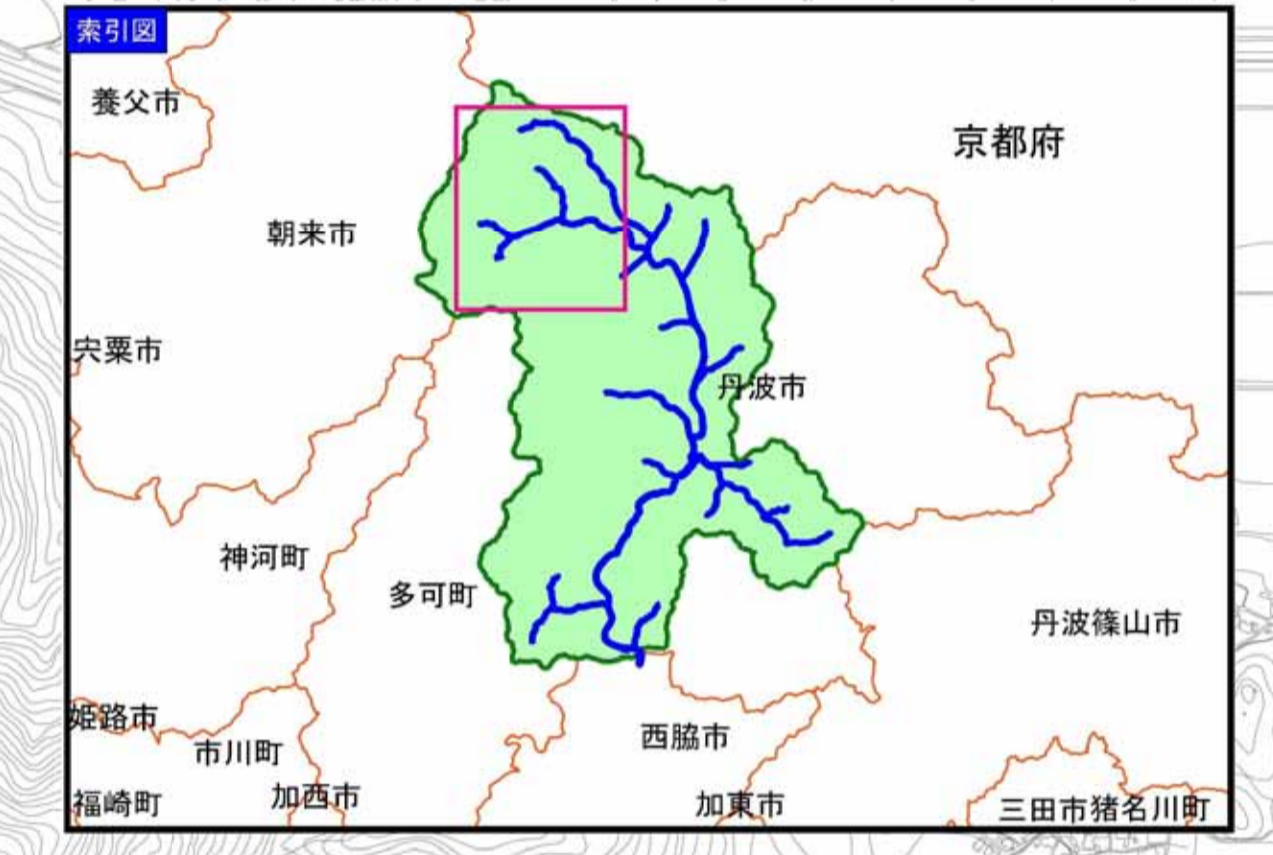 索引図
養父市
京都府
朝来市
宍粟市
丹波市
神河町
多可町
丹波篠山市
姫路市
西脇市
市川町
加西市
福崎町
加東市
三田市猪名川町